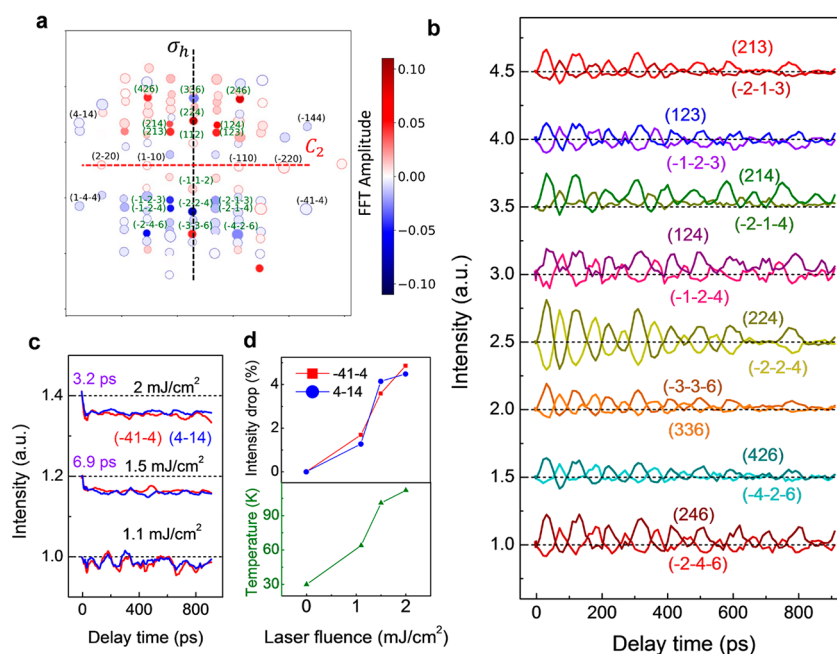 a
σh
(426) (336) (246)
(224)
(4-14) (214) (124) (-144)
(213) (112) (123)
C2
(2-20) (1-10) (-110) (-220)
(-1-1-2)
(1-4-4) (-1-2-3) (-2-2-4) (-2-1-3) (-41-4)
(-1-2-4) (-2-1-4)
(-2-4-6) (-3-3-6) (-4-2-6)
0.10
0.05
0.00
−0.05
−0.10
FFT Amplitude
b
(213)
4.5
(-2-1-3)
(123)
4.0
(-1-2-3)
(214)
3.5
(-2-1-4)
(124)
3.0
(-1-2-4)
(224)
2.5
(-2-2-4)
(-3-3-6)
2.0
(336)
(426)
1.5
(-4-2-6)
(246)
1.0
(-2-4-6)
Intensity (a.u.)
0 200 400 600 800
Delay time (ps)
c
3.2 ps
1.4
2 mJ/cm²
(-41-4) (4-14)
6.9 ps
1.2
1.5 mJ/cm²
1.1 mJ/cm²
1.0
Intensity (a.u.)
0 400 800
Delay time (ps)
d
-41-4
4-14
4
2
0
Intensity drop (%)
90
60
30
Temperature (K)
0 1 2
Laser fluence (mJ/cm²)